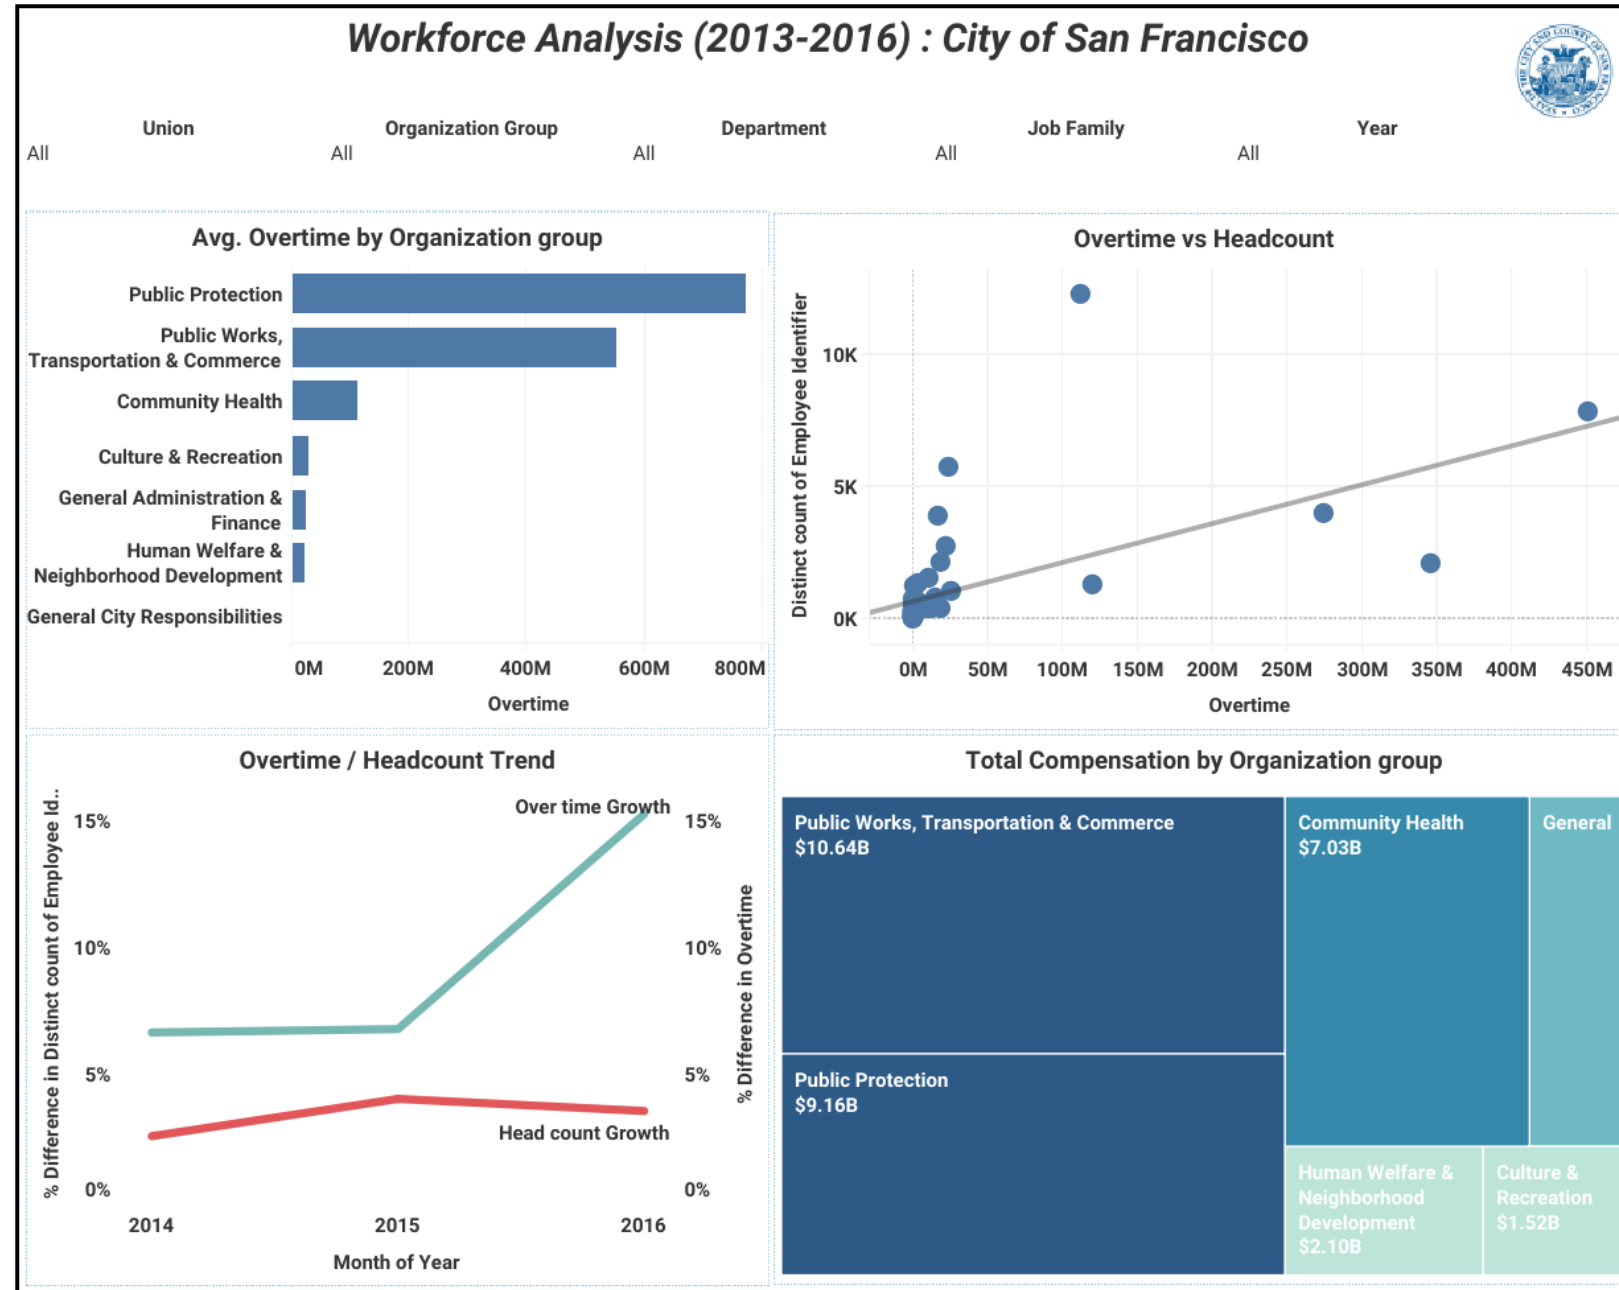 Workforce Analysis (2013-2016) : City of San Francisco
Union
Organization Group
Department
Job Family
Year
All
All
All
All
All
Avg. Overtime by Organization group
Public Protection
Public Works,
Transportation & Commerce
Community Health
Culture & Recreation
General Administration &
Finance
Human Welfare &
Neighborhood Development
General City Responsibilities
0M
200M
400M
600M
800M
Overtime
Overtime vs Headcount
Distinct count of Employee Identifier
10K
5K
0K
0M
50M
100M
150M
200M
250M
300M
350M
400M
450M
Overtime
Overtime / Headcount Trend
% Difference in Distinct count of Employee Id..
15%
10%
5%
0%
Over time Growth
Head count Growth
15%
10%
5%
0%
% Difference in Overtime
2014
2015
2016
Month of Year
Total Compensation by Organization group
Public Works, Transportation & Commerce
$10.64B
Public Protection
$9.16B
Community Health
$7.03B
General
Human Welfare &
Neighborhood
Development
$2.10B
Culture &
Recreation
$1.52B